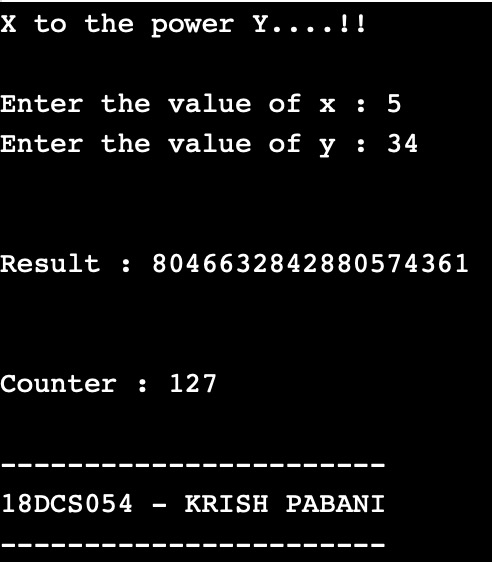 X to the power Y....!!
Enter the value of x : 5
Enter the value of y : 34
Result : 8046632842880574361
Counter : 127
-----------------------
18DCS054 - KRISH PABANI
-----------------------